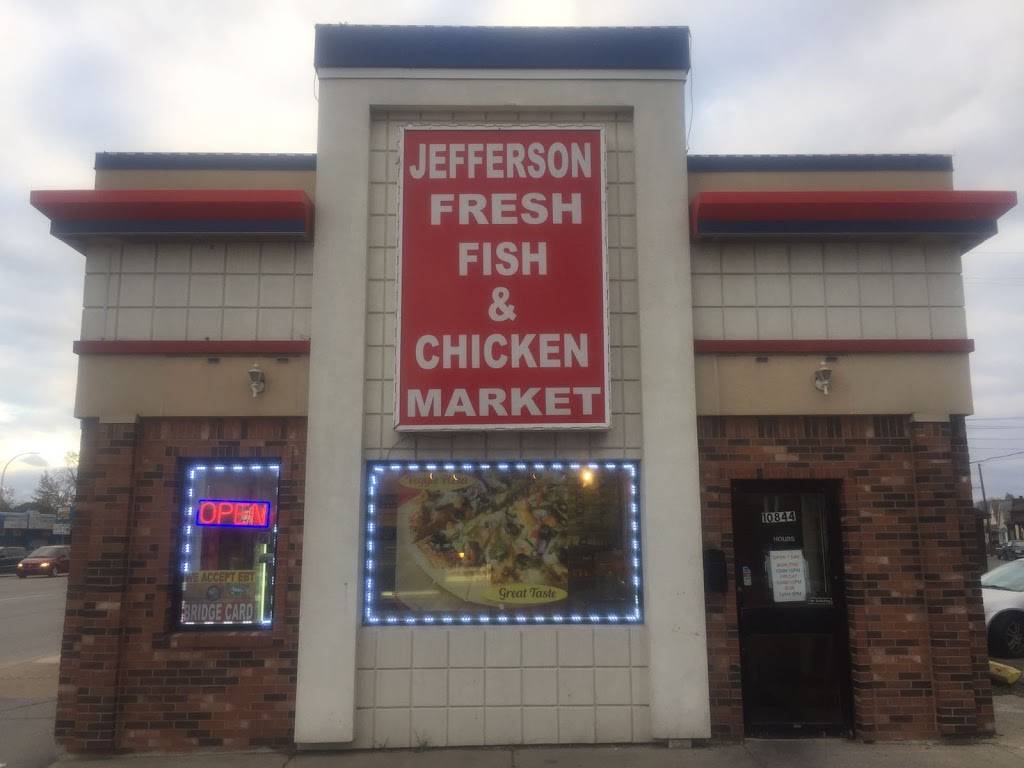 JEFFERSON
FRESH
FISH
&
CHICKEN
MARKET
OPEN
WE ACCEPT EBT
BRIDGE CARD
Great Taste
10844
HOURS